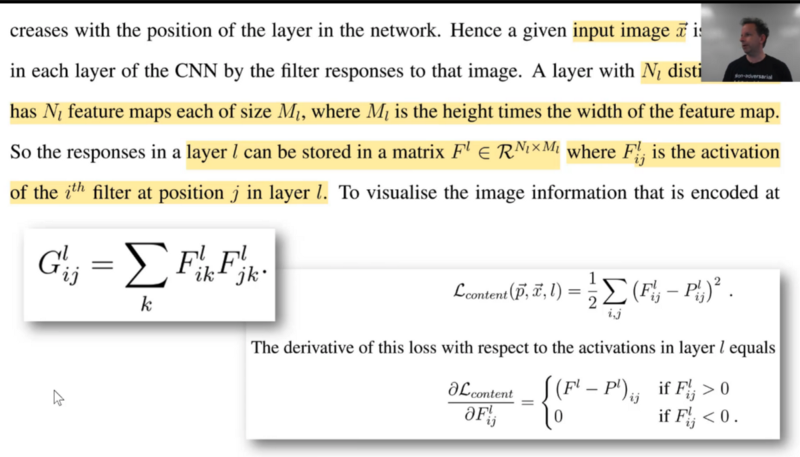 creases with the position of the layer in the network. Hence a given input image $\vec{x}$ is
in each layer of the CNN by the filter responses to that image. A layer with $N_l$ disti
has $N_l$ feature maps each of size $M_l$, where $M_l$ is the height times the width of the feature map.
So the responses in a layer $l$ can be stored in a matrix $F^l \in \mathcal{R}^{N_l \times M_l}$ where $F^l_{ij}$ is the activation
of the $i^{th}$ filter at position $j$ in layer $l$. To visualise the image information that is encoded at
$G^l_{ij} = \sum_k F^l_{ik} F^l_{jk}.$
$\mathcal{L}_{content}(\vec{p}, \vec{x}, l) = \frac{1}{2} \sum_{i,j} (F^l_{ij} - P^l_{ij})^2 .$
The derivative of this loss with respect to the activations in layer $l$ equals
$\frac{\partial \mathcal{L}_{content}}{\partial F^l_{ij}} = \begin{cases} (F^l - P^l)_{ij} & \text{if } F^l_{ij} > 0 \\ 0 & \text{if } F^l_{ij} < 0 . \end{cases}$